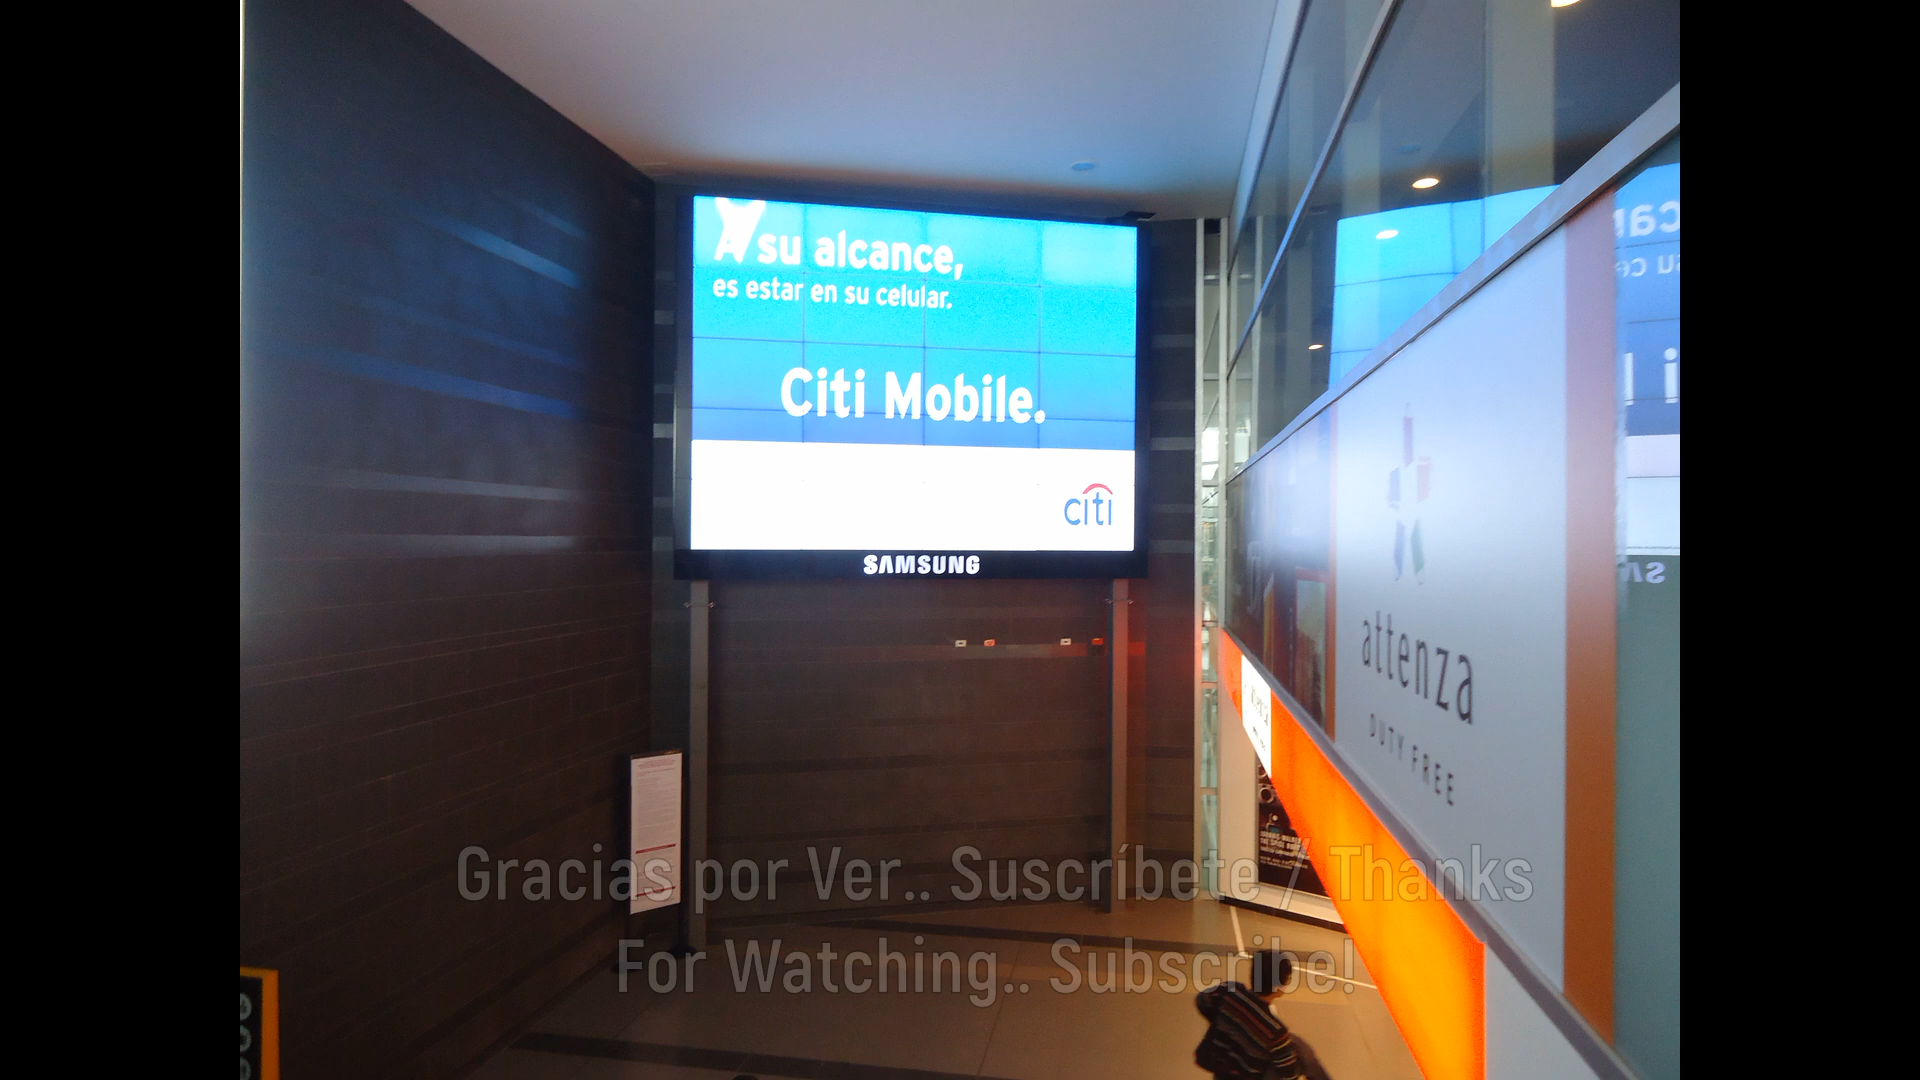 A su alcance,
es estar en su celular.
Citi Mobile.
citi
SAMSUNG
attenza
DUTY FREE
Gracias por Ver.. Suscríbete / Thanks
For Watching.. Subscribe!